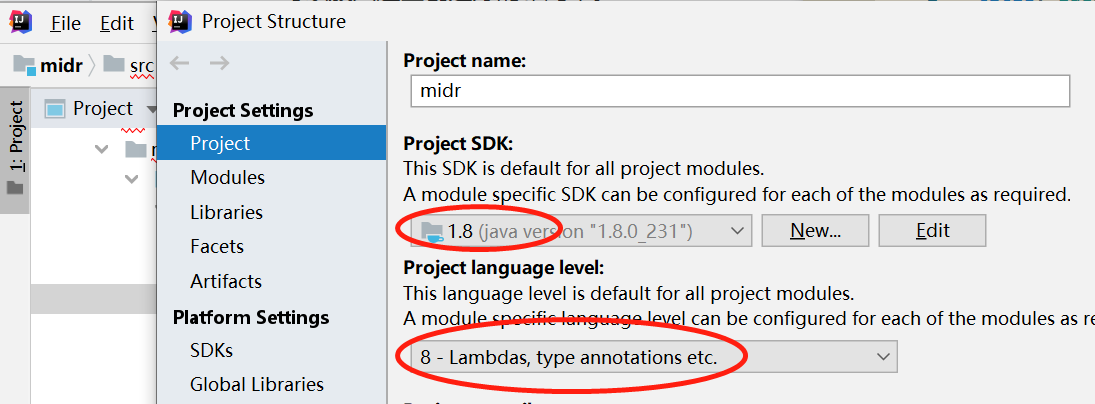 File Edit
Project Structure
midr
src
1: Project
Project
Project Settings
Project
Modules
Libraries
Facets
Artifacts
Platform Settings
SDKs
Global Libraries
Project name:
midr
Project SDK:
This SDK is default for all project modules.
A module specific SDK can be configured for each of the modules as required.
1.8 (java version "1.8.0_231")
New...
Edit
Project language level:
This language level is default for all project modules.
A module specific language level can be configured for each of the modules as re
8 - Lambdas, type annotations etc.